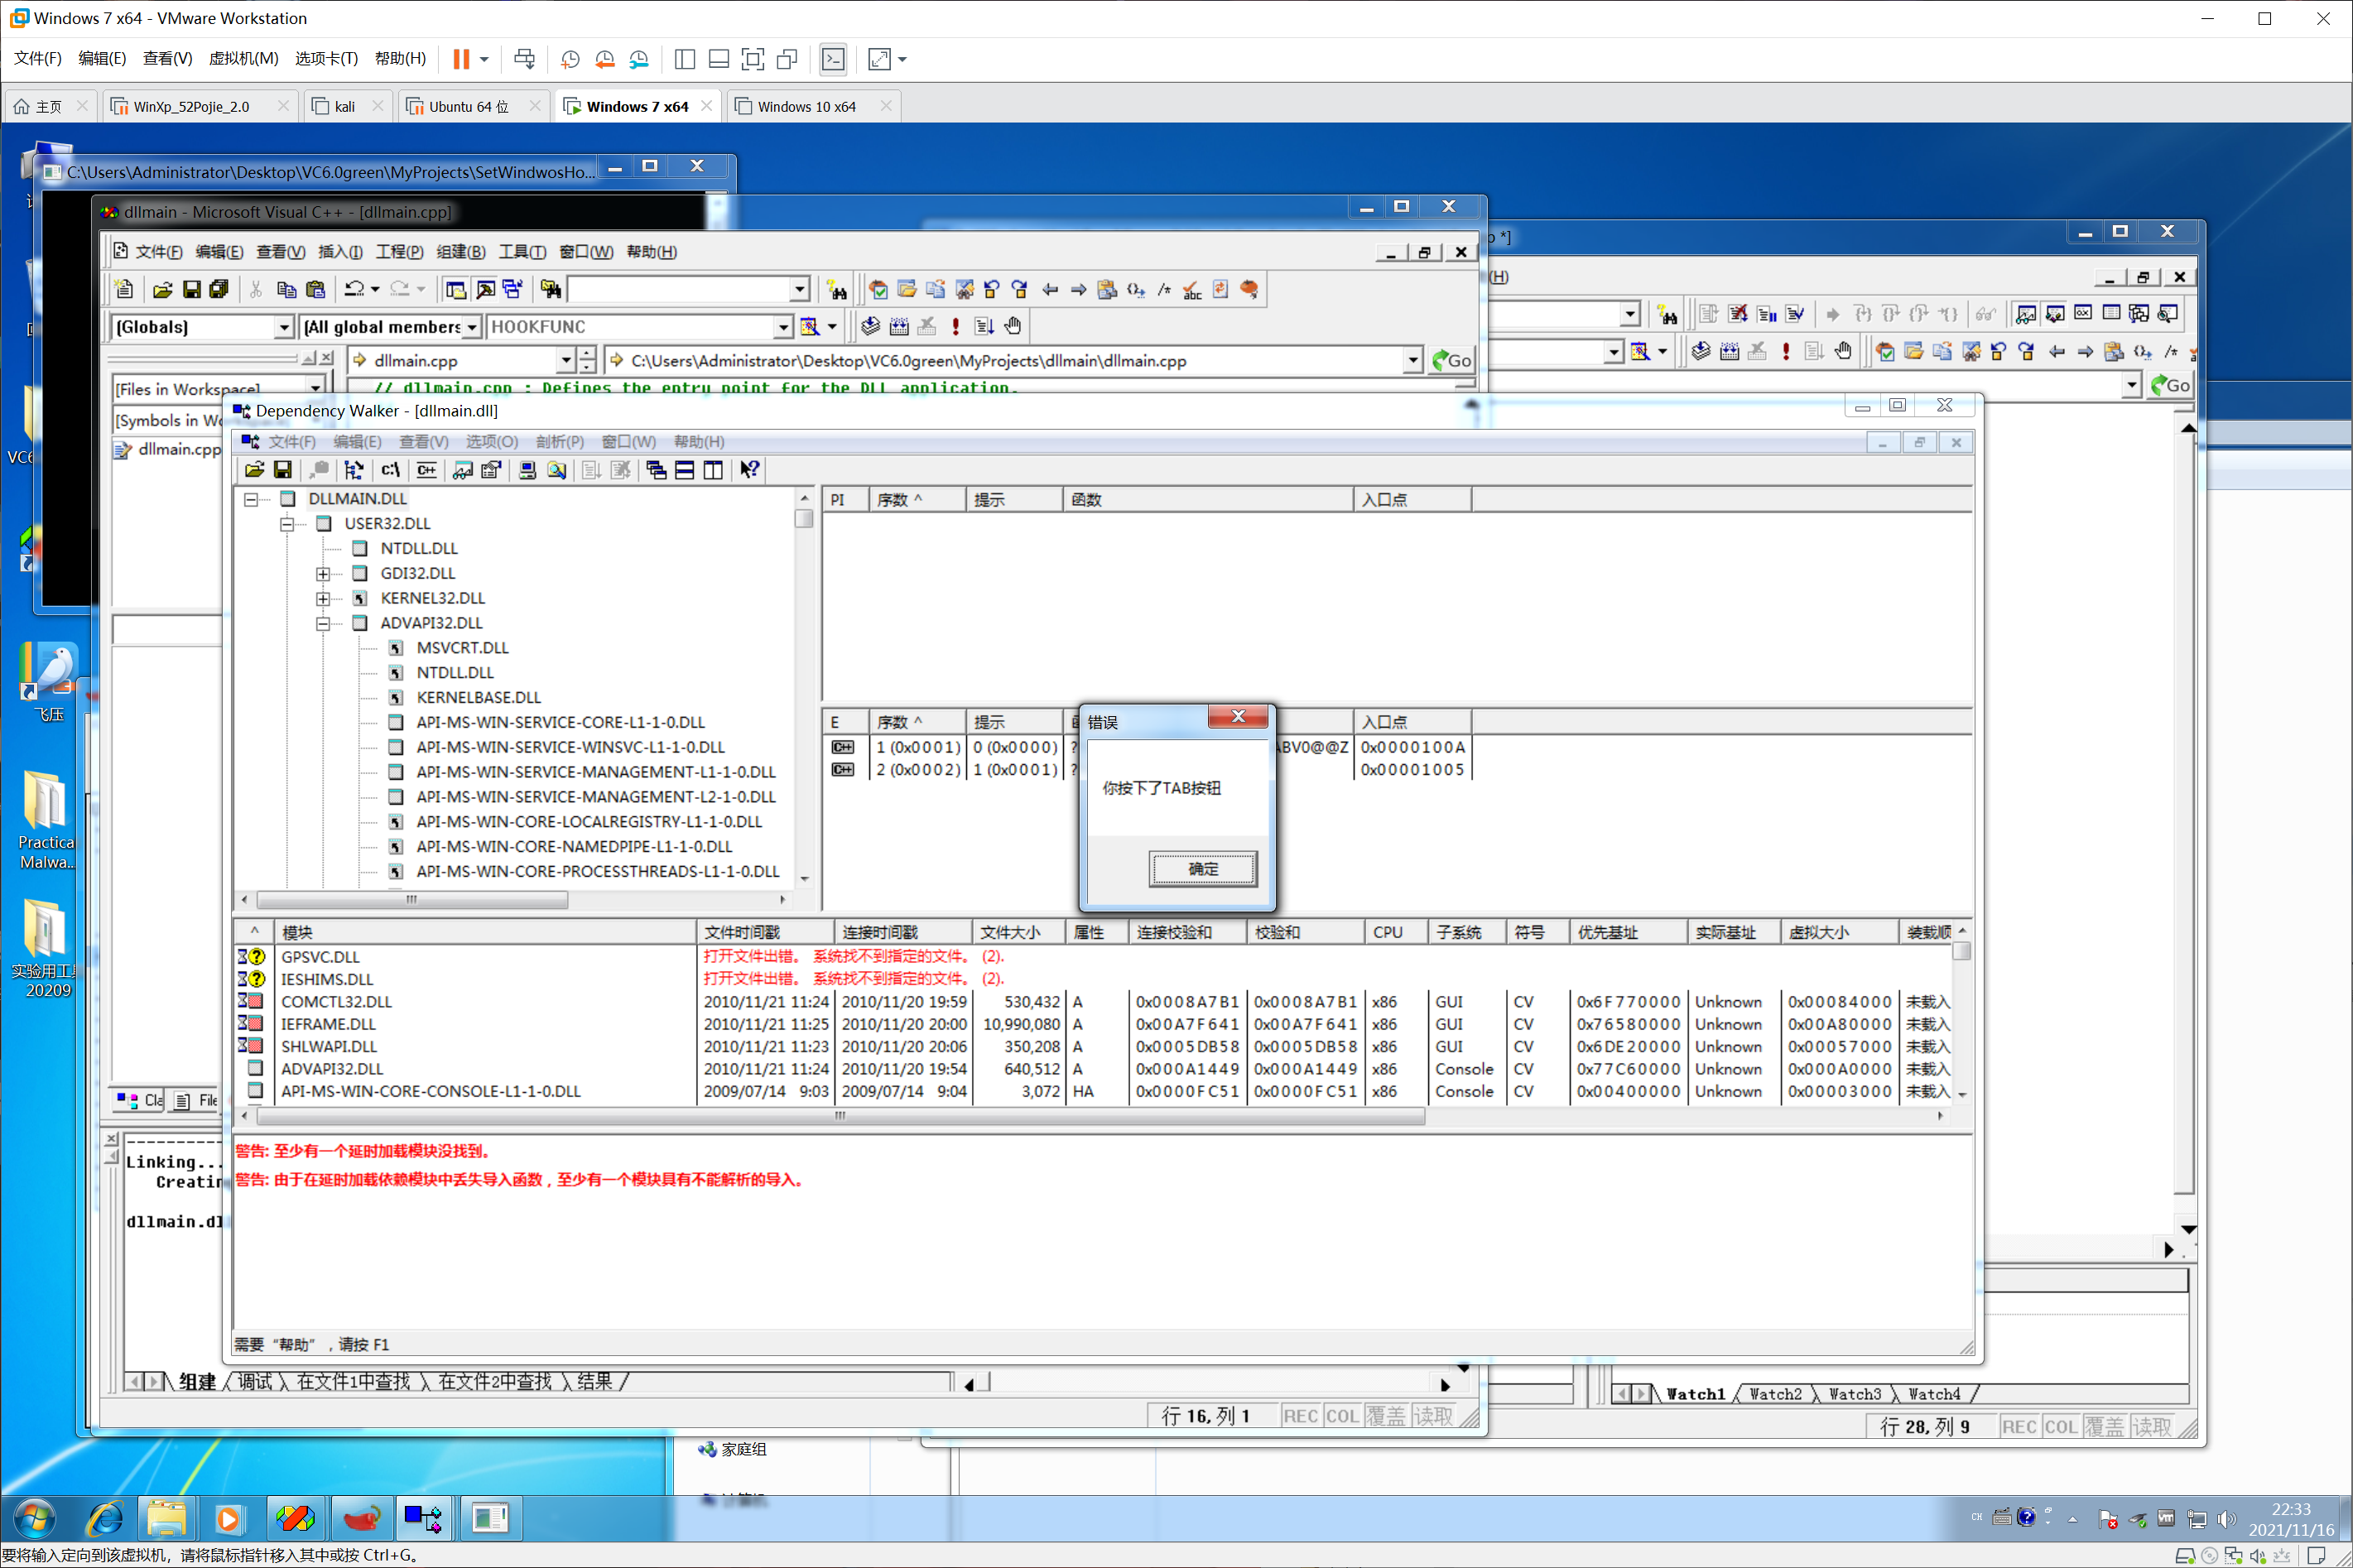 Windows 7 x64 - VMware Workstation
文件(F) 编辑(E) 查看(V) 虚拟机(M) 选项卡(T) 帮助(H)
主页 WinXp_52Pojie_2.0 kali Ubuntu 64 位 Windows 7 x64 Windows 10 x64
C:\Users\Administrator\Desktop\VC6.0green\MyProjects\SetWindwosHo...
dllmain - Microsoft Visual C++ - [dllmain.cpp]
文件(F) 编辑(E) 查看(V) 插入(I) 工程(P) 组建(B) 工具(T) 窗口(W) 帮助(H)
[Globals] [All global members HOOKFUNC
dllmain.cpp C:\Users\Administrator\Desktop\VC6.0green\MyProjects\dllmain\dllmain.cpp Go
Go
[Files in Workspace]
// dllmain.cpp : Defines the entry point for the DLL application.
dllmain.cpp
Dependency Walker - [dllmain.dll]
文件(F) 编辑(E) 查看(V) 选项(O) 剖析(P) 窗口(W) 帮助(H)
DLLMAIN.DLL
USER32.DLL
NTDLL.DLL
GDI32.DLL
KERNEL32.DLL
ADVAPI32.DLL
MSVCRT.DLL
NTDLL.DLL
KERNELBASE.DLL
API-MS-WIN-SERVICE-CORE-L1-1-0.DLL
API-MS-WIN-SERVICE-WINSVC-L1-1-0.DLL
API-MS-WIN-SERVICE-MANAGEMENT-L1-1-0.DLL
API-MS-WIN-SERVICE-MANAGEMENT-L2-1-0.DLL
API-MS-WIN-CORE-LOCALREGISTRY-L1-1-0.DLL
API-MS-WIN-CORE-NAMEDPIPE-L1-1-0.DLL
API-MS-WIN-CORE-PROCESSTHREADS-L1-1-0.DLL
PI 序数 ^ 提示 函数 入口点
E 序数 ^ 提示 入口点
C++ 1 (0x0001) 0 (0x0000) ? ABV0@@Z 0x0000100A
C++ 2 (0x0002) 1 (0x0001) ? 0x00001005
错误
你按下了TAB按钮
确定
^ 模块 文件时间戳 连接时间戳 文件大小 属性 连接校验和 校验和 CPU 子系统 符号 优先基址 实际基址 虚拟大小 装载顺
GPSVC.DLL 打开文件出错。 系统找不到指定的文件。 (2).
IESHIMS.DLL 打开文件出错。 系统找不到指定的文件。 (2).
COMCTL32.DLL 2010/11/21 11:24 2010/11/20 19:59 530,432 A 0x0008A7B1 0x0008A7B1 x86 GUI CV 0x6F770000 Unknown 0x00084000 未载入
IEFRAME.DLL 2010/11/21 11:25 2010/11/20 20:00 10,990,080 A 0x00A7F641 0x00A7F641 x86 GUI CV 0x76580000 Unknown 0x00A80000 未载入
SHLWAPI.DLL 2010/11/21 11:23 2010/11/20 20:06 350,208 A 0x0005DB58 0x0005DB58 x86 GUI CV 0x6DE20000 Unknown 0x00057000 未载入
ADVAPI32.DLL 2010/11/21 11:24 2010/11/20 19:54 640,512 A 0x000A1449 0x000A1449 x86 Console CV 0x77C60000 Unknown 0x000A0000 未载入
API-MS-WIN-CORE-CONSOLE-L1-1-0.DLL 2009/07/14 9:03 2009/07/14 9:04 3,072 HA 0x0000FC51 0x0000FC51 x86 Console CV 0x00400000 Unknown 0x00003000 未载入
警告: 至少有一个延时加载模块没找到。
警告: 由于在延时加载依赖模块中丢失导入函数，至少有一个模块具有不能解析的导入。
需要 “帮助” ，请按 F1
Linking...
组建 调试 在文件1中查找 在文件2中查找 结果
行 16, 列 1 REC COL 覆盖 读取
Watch1 Watch2 Watch3 Watch4
行 28, 列 9 REC COL 覆盖 读取
飞压
Practica
Malwa...
20209
家庭组
CH
22:33
2021/11/16
要将输入定向到该虚拟机，请将鼠标指针移入其中或按 Ctrl+G。